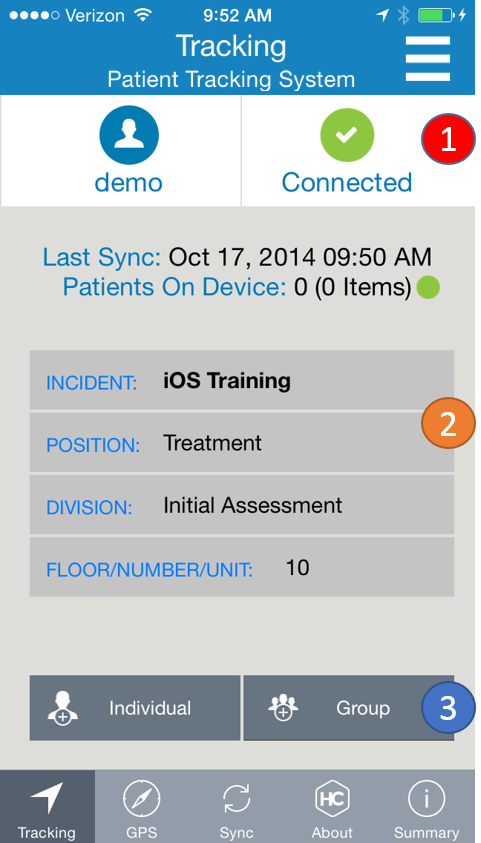 Verizon 9:52 AM
Tracking
Patient Tracking System
1
demo Connected
Last Sync: Oct 17, 2014 09:50 AM
Patients On Device: 0 (0 Items)
INCIDENT: iOS Training
2
POSITION: Treatment
DIVISION: Initial Assessment
FLOOR/NUMBER/UNIT: 10
Individual Group 3
HC
i
Tracking GPS Sync About Summary